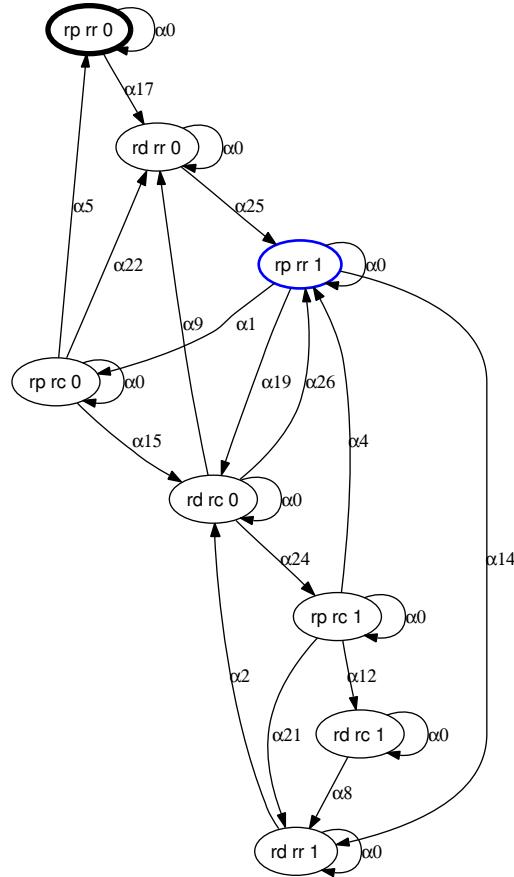 rp rr 0
α0
α17
rd rr 0
α0
α5
α25
α22
rp rr 1
α0
α9
α1
rp rc 0
α0
α19
α26
α15
α4
rd rc 0
α0
α24
α14
rp rc 1
α0
α2
α12
α21
rd rc 1
α0
α8
rd rr 1
α0